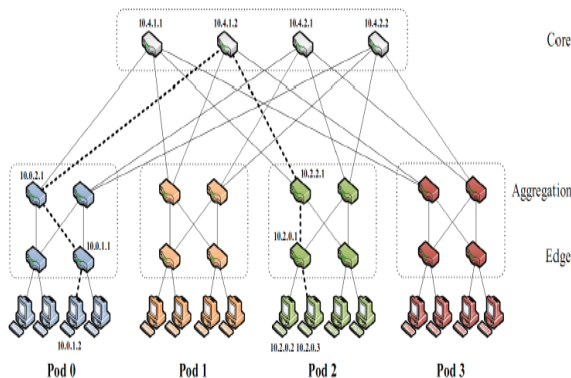 10.4.1.1 10.4.1.2 10.4.2.1 10.4.2.2
Core
10.0.2.1
10.2.2.1
Aggregation
10.0.1.1
10.2.0.1
Edge
10.0.1.2
10.2.0.2 10.2.0.3
Pod 0 Pod 1 Pod 2 Pod 3